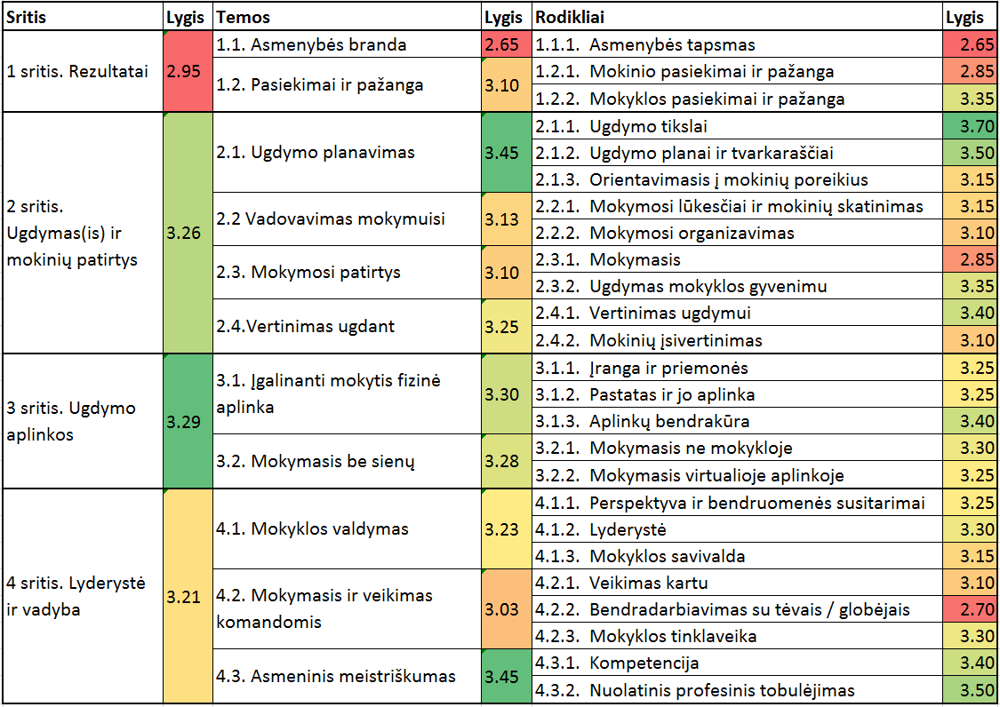 Sritis Lygis Temos Lygis Rodikliai Lygis
1 sritis. Rezultatai 2.95 1.1. Asmenybės branda 2.65 1.1.1. Asmenybės tapsmas 2.65
1.2. Pasiekimai ir pažanga 3.10 1.2.1. Mokinio pasiekimai ir pažanga 2.85
1.2.2. Mokyklos pasiekimai ir pažanga 3.35
2 sritis.
Ugdymas(is) ir
mokinių patirtys 3.26 2.1. Ugdymo planavimas 3.45 2.1.1. Ugdymo tikslai 3.70
2.1.2. Ugdymo planai ir tvarkaraščiai 3.50
2.1.3. Orientavimasis į mokinių poreikius 3.15
2.2 Vadovavimas mokymuisi 3.13 2.2.1. Mokymosi lūkesčiai ir mokinių skatinimas 3.15
2.2.2. Mokymosi organizavimas 3.10
2.3. Mokymosi patirtys 3.10 2.3.1. Mokymasis 2.85
2.3.2. Ugdymas mokyklos gyvenimu 3.35
2.4.Vertinimas ugdant 3.25 2.4.1. Vertinimas ugdymui 3.40
2.4.2. Mokinių įsivertinimas 3.10
3 sritis. Ugdymo
aplinkos 3.29 3.1. Įgalinanti mokytis fizinė
aplinka 3.30 3.1.1. Įranga ir priemonės 3.25
3.1.2. Pastatas ir jo aplinka 3.25
3.1.3. Aplinkų bendrakūra 3.40
3.2. Mokymasis be sienų 3.28 3.2.1. Mokymasis ne mokykloje 3.30
3.2.2. Mokymasis virtualioje aplinkoje 3.25
4 sritis. Lyderystė
ir vadyba 3.21 4.1. Mokyklos valdymas 3.23 4.1.1. Perspektyva ir bendruomenės susitarimai 3.25
4.1.2. Lyderystė 3.30
4.1.3. Mokyklos savivalda 3.15
4.2. Mokymasis ir veikimas
komandomis 3.03 4.2.1. Veikimas kartu 3.10
4.2.2. Bendradarbiavimas su tėvais / globėjais 2.70
4.2.3. Mokyklos tinklaveika 3.30
4.3. Asmeninis meistriškumas 3.45 4.3.1. Kompetencija 3.40
4.3.2. Nuolatinis profesinis tobulėjimas 3.50